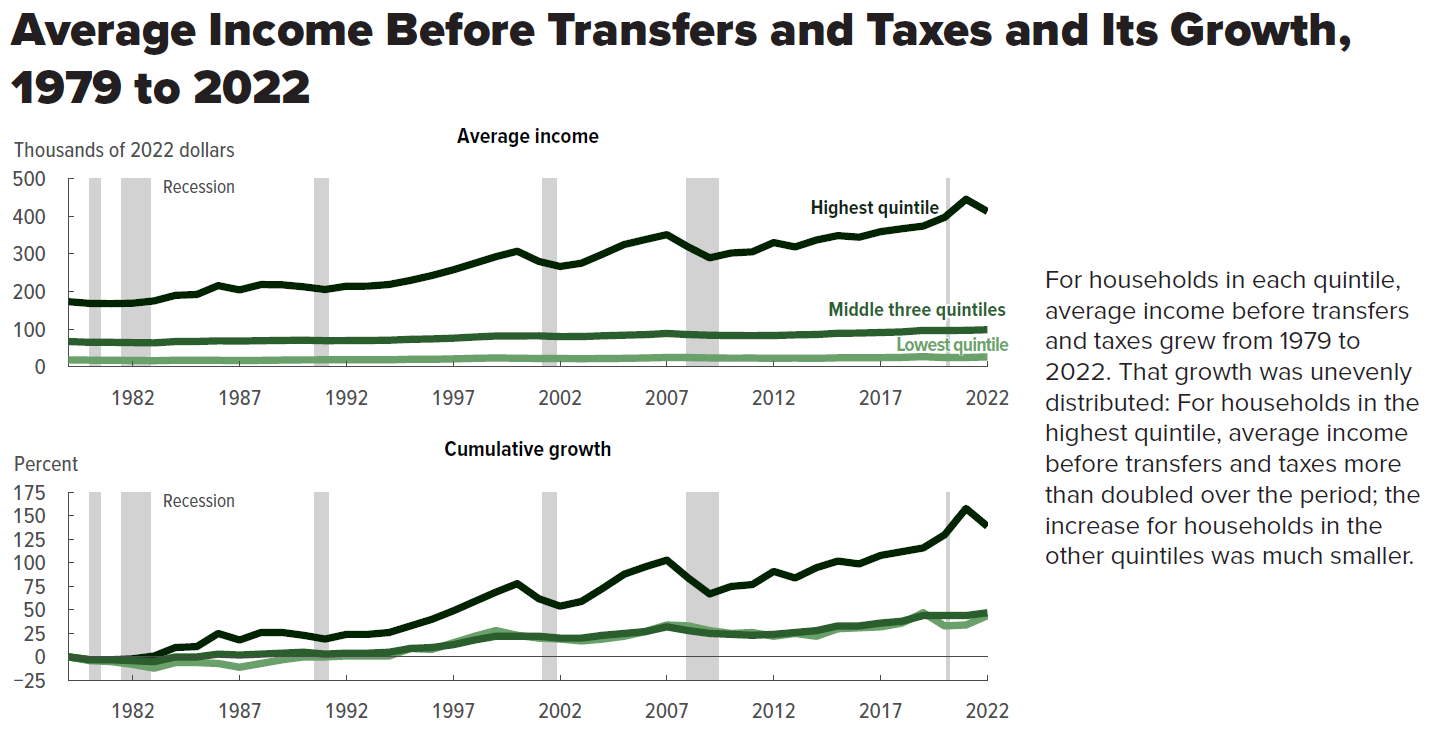 Average Income Before Transfers and Taxes and Its Growth,
1979 to 2022
Average income
Thousands of 2022 dollars
500
400
300
200
100
0
Recession
Highest quintile
Middle three quintiles
Lowest quintile
1982 1987 1992 1997 2002 2007 2012 2017 2022
Cumulative growth
Percent
175
150
125
100
75
50
25
0
−25
Recession
1982 1987 1992 1997 2002 2007 2012 2017 2022
For households in each quintile,
average income before transfers
and taxes grew from 1979 to
2022. That growth was unevenly
distributed: For households in the
highest quintile, average income
before transfers and taxes more
than doubled over the period; the
increase for households in the
other quintiles was much smaller.